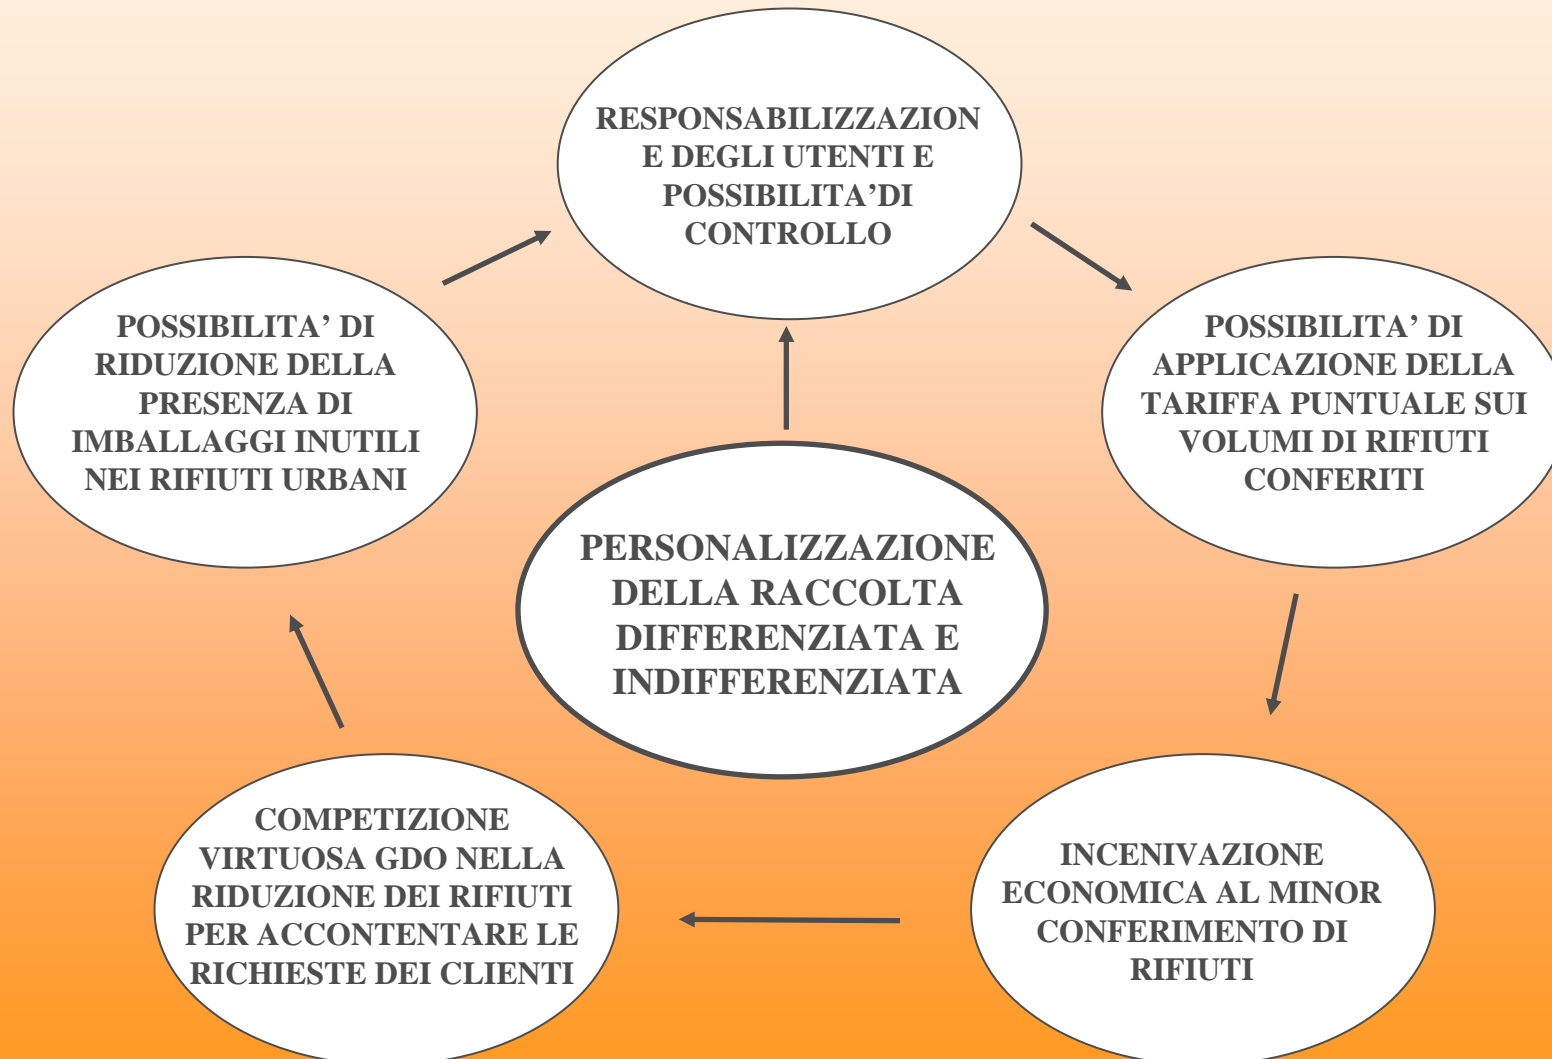 RESPONSABILIZZAZION
E DEGLI UTENTI E
POSSIBILITA’DI
CONTROLLO
POSSIBILITA’ DI
RIDUZIONE DELLA
PRESENZA DI
IMBALLAGGI INUTILI
NEI RIFIUTI URBANI
POSSIBILITA’ DI
APPLICAZIONE DELLA
TARIFFA PUNTUALE SUI
VOLUMI DI RIFIUTI
CONFERITI
PERSONALIZZAZIONE
DELLA RACCOLTA
DIFFERENZIATA E
INDIFFERENZIATA
COMPETIZIONE
VIRTUOSA GDO NELLA
RIDUZIONE DEI RIFIUTI
PER ACCONTENTARE LE
RICHIESTE DEI CLIENTI
INCENIVAZIONE
ECONOMICA AL MINOR
CONFERIMENTO DI
RIFIUTI